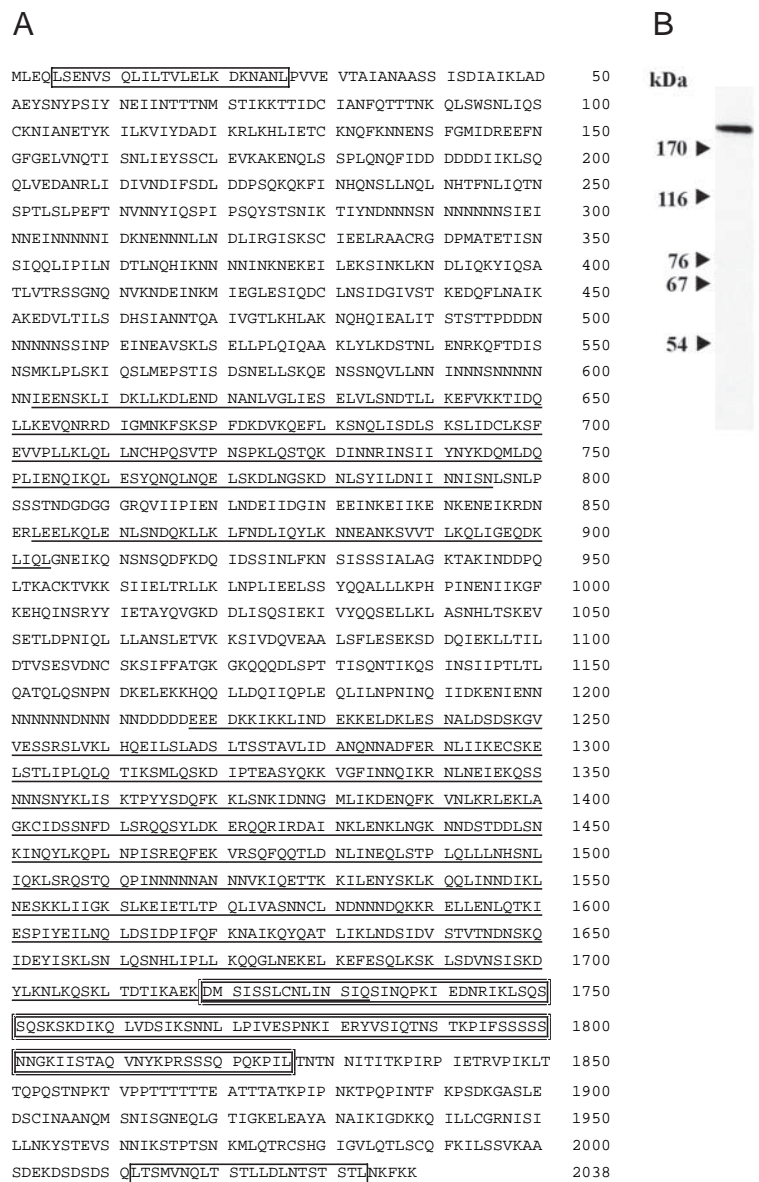 A
B
MLEQLSENVS QLILTVLELK DKNANLPVVE VTAIANAASS ISDIAIKLAD 50
AEYSNYPSIY NEIINTTTNM STIKKTTIDC IANFQTTTNK QLSWSNLIQS 100
CKNIANETYK ILKVIYDADI KRLKHLIETC KNQFKNNENS FGMIDREEFN 150
GFGELVNQTI SNLIEYSSCL EVKAKENQLS SPLQNQFIDD DDDDIIKLSQ 200
QLVEDANRLI DIVNDIFSDL DDPSQKQKFI NHQNSLLNQL NHTFNLIQTN 250
SPTLSLPEFT NVNNYIQSPI PSQYSTSNIK TIYNDNNNSN NNNNNNSIEI 300
NNEINNNNNI DKNENNNLLN DLIRGISKSC IEELRAACRG DPMATETISN 350
SIQQLIPILN DTLNQHIKNN NNINKNEKEI LEKSINKLKN DLIQKYIQSA 400
TLVTRSSGNQ NVKNDEINKM IEGLESIQDC LNSIDGIVST KEDQFLNAIK 450
AKEDVLTILS DHSIANNTQA IVGTLKHLAK NQHQIEALIT STSTTPDDDN 500
NNNNNSSINP EINEAVSKLS ELLPLQIQAA KLYLKDSTNL ENRKQFTDIS 550
NSMKLPLSKI QSLMEPSTIS DSNELLSKQE NSSNQVLLNN INNNSNNNNN 600
NNIEENSKLI DKLLKDLEND NANLVGLIES ELVLSNDTLL KEFVKKTIDQ 650
LLKEVQNRRD IGMNKFSKSP FDKDVKQEFL KSNQLISDLS KSLIDCLKSF 700
EVVPLLKLQL LNCHPQSVTP NSPKLQSTQK DINNRINSII YNYKDQMLDQ 750
PLIENQIKQL ESYQNQLNQE LSKDLNGSKD NLSYILDNII NNISNLSNLP 800
SSSTNDGDGG GRQVIIPIEN LNDEIIDGIN EEINKEIIKE NKENEIKRDN 850
ERLEELKQLE NLSNDQKLLK LFNDLIQYLK NNEANKSVVT LKQLIGEQDK 900
LIQLGNEIKQ NSNSQDFKDQ IDSSINLFKN SISSSIALAG KTAKINDDPQ 950
LTKACKTVKK SIIELTRLLK LNPLIEELSS YQQALLLKPH PINENIIKGF 1000
KEHQINSRYY IETAYQVGKD DLISQSIEKI VYQQSELLKL ASNHLTSKEV 1050
SETLDPNIQL LLANSLETVK KSIVDQVEAA LSFLESEKSD DQIEKLLTIL 1100
DTVSESVDNC SKSIFFATGK GKQQQDLSPT TISQNTIKQS INSIIPTLTL 1150
QATQLQSNPN DKELEKKHQQ LLDQIIQPLE QLILNPNINQ IIDKENIENN 1200
NNNNNNDNNN NNDDDDDEEE DKKIKKLIND EKKELDKLES NALDSDSKGV 1250
VESSRSLVKL HQEILSLADS LTSSTAVLID ANQNNADFER NLIIKECSKE 1300
LSTLIPLQLQ TIKSMLQSKD IPTEASYQKK VGFINNQIKR NLNEIEKQSS 1350
NNNSNYKLIS KTPYYSDQFK KLSNKIDNNG MLIKDENQFK VNLKRLEKLA 1400
GKCIDSSNFD LSRQQSYLDK ERQQRIRDAI NKLENKLNGK NNDSTDDLSN 1450
KINQYLKQPL NPISREQFEK VRSQFQQTLD NLINEQLSTP LQLLLNHSNL 1500
IQKLSRQSTQ QPINNNNNAN NNVKIQETTK KILENYSKLK QQLINNDIKL 1550
NESKKLIIGK SLKEIETLTP QLIVASNNCL NDNNNDQKKR ELLENLQTKI 1600
ESPIYEILNQ LDSIDPIFQF KNAIKQYQAT LIKLNDSIDV STVTNDNSKQ 1650
IDEYISKLSN LQSNHLIPLL KQQGLNEKEL KEFESQLKSK LSDVNSISKD 1700
YLKNLKQSKL TDTIKAEKDM SISSLCNLIN SIQSINQPKI EDNRIKLSQS 1750
SQSKSKDIKQ LVDSIKSNNL LPIVESPNKI ERYVSIQTNS TKPIFSSSSS 1800
NNGKIISTAQ VNYKPRSSSQ PQKPILTNTN NITITKPIRP IETRVPIKLT 1850
TQPQSTNPKT VPPTTTTTTE ATTTATKPIP NKTPQPINTF KPSDKGASLE 1900
DSCINAANQM SNISGNEQLG TIGKELEAYA NAIKIGDKKQ ILLCGRNISI 1950
LLNKYSTEVS NNIKSTPTSN KMLQTRCSHG IGVLQTLSCQ FKILSSVKAA 2000
SDEKDSDSDS QLTSMVNQLT STLLDLNTST STLNKFKK 2038
kDa
170
116
76
67
54